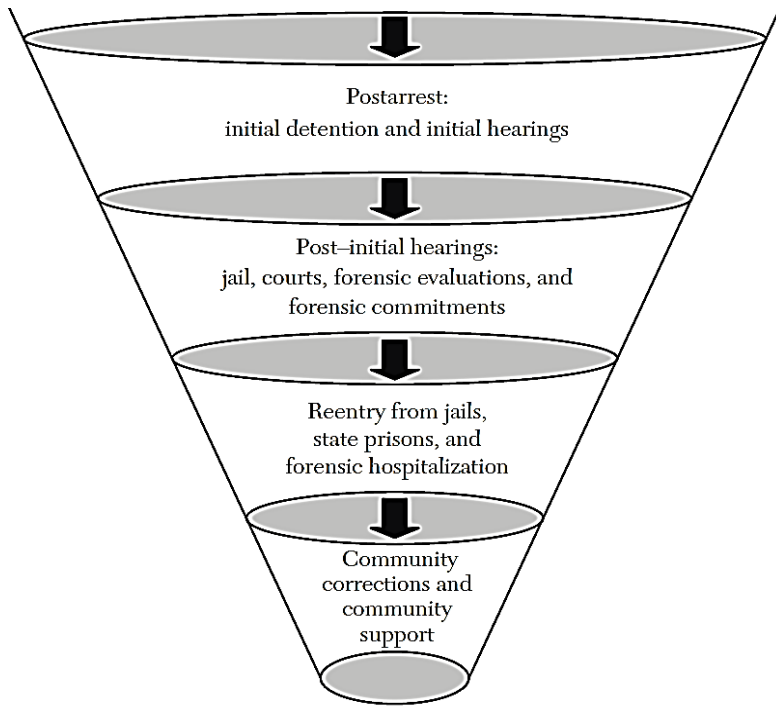 Postarrest:
initial detention and initial hearings
Post–initial hearings:
jail, courts, forensic evaluations, and
forensic commitments
Reentry from jails,
state prisons, and
forensic hospitalization
Community
corrections and
community
support